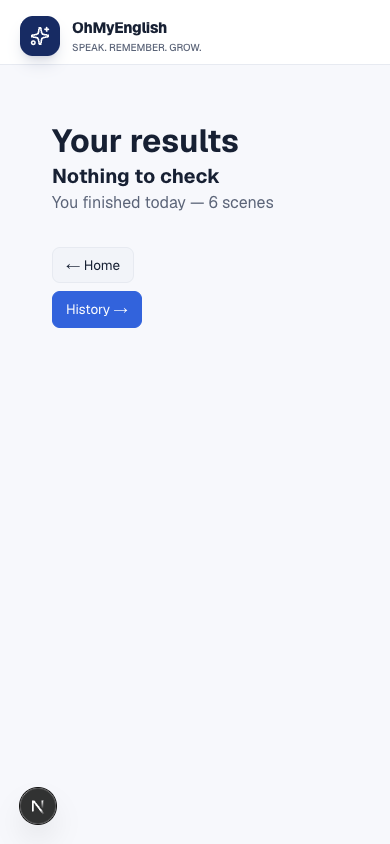 OhMyEnglish
SPEAK. REMEMBER. GROW.
Your results
Nothing to check
You finished today — 6 scenes
← Home
History →
N